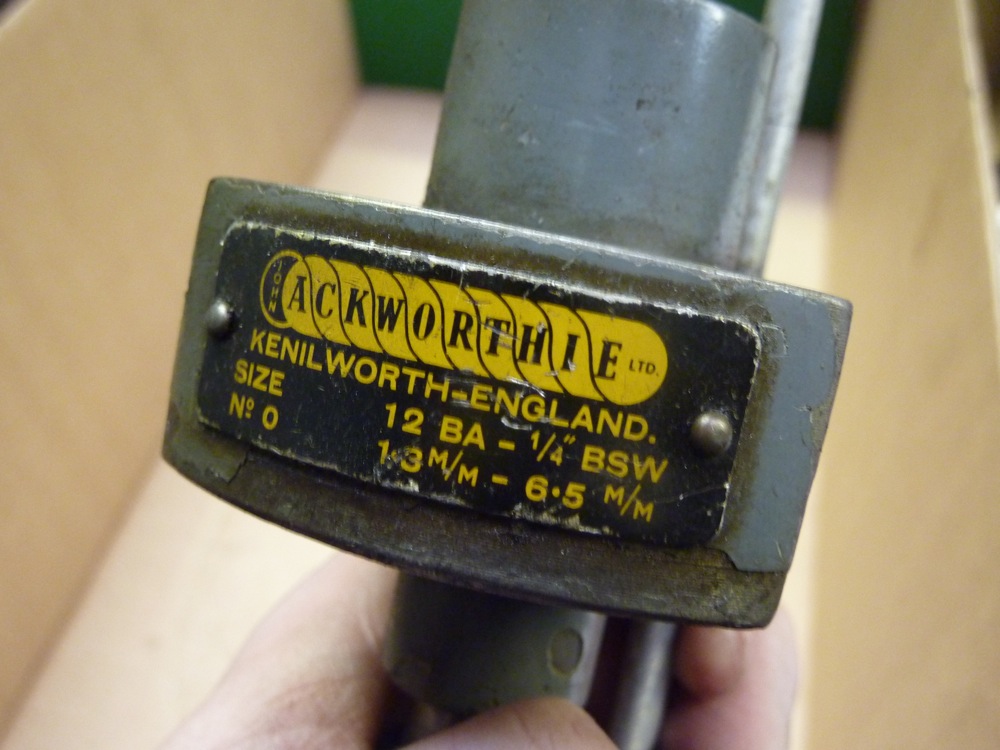 JOHN ACKWORTHIE LTD.
KENILWORTH-ENGLAND.
SIZE
Nº 0
12 BA - 1/4" BSW
1·3 M/M - 6·5 M/M